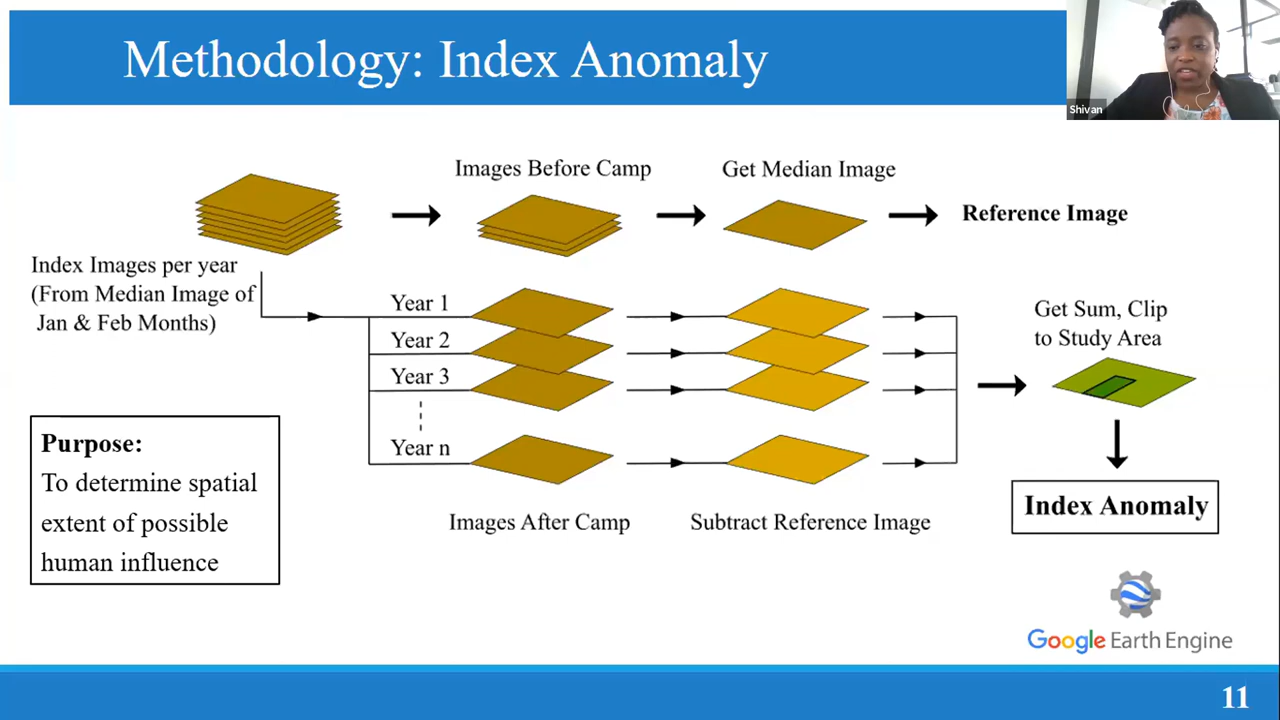 Methodology: Index Anomaly
Shivan
Images Before Camp
Get Median Image
Reference Image
Index Images per year
(From Median Image of
Jan & Feb Months)
Year 1
Year 2
Year 3
Year n
Images After Camp
Subtract Reference Image
Get Sum, Clip
to Study Area
Index Anomaly
Purpose:
To determine spatial
extent of possible
human influence
Google Earth Engine
11